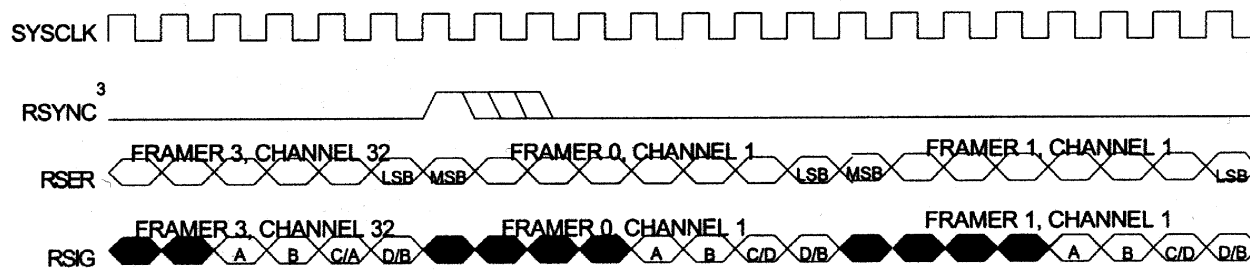 SYSCLK
RSYNC 3
FRAMER 3, CHANNEL 32 FRAMER 0, CHANNEL 1 FRAMER 1, CHANNEL 1
RSER LSB MSB LSB MSB LSB
FRAMER 3, CHANNEL 32 FRAMER 0, CHANNEL 1 FRAMER 1, CHANNEL 1
RSIG A B C/A D/B A B C/D D/B A B C/D D/B